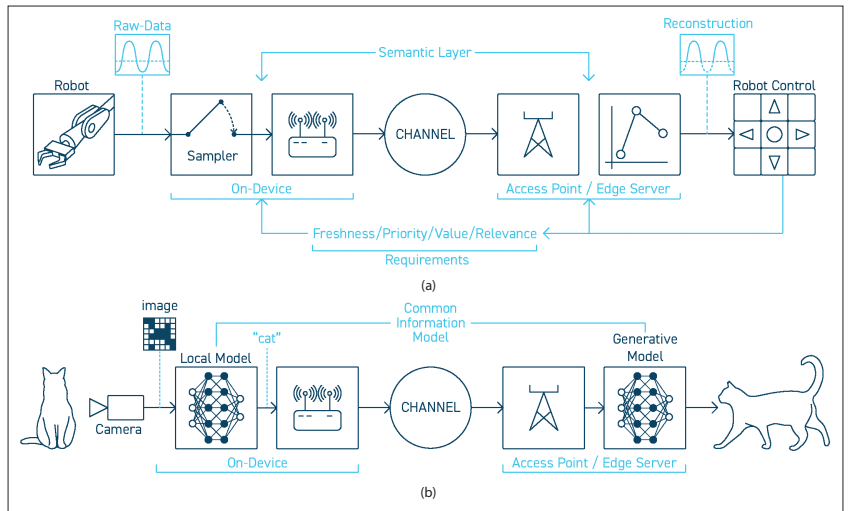 Raw-Data
Reconstruction
Semantic Layer
Robot
Robot Control
CHANNEL
Sampler
On-Device
Access Point / Edge Server
Freshness/Priority/Value/Relevance
Requirements
(a)
image
Common
Information
Model
"cat"
Generative
Model
Local Model
CHANNEL
Camera
On-Device
Access Point / Edge Server
(b)